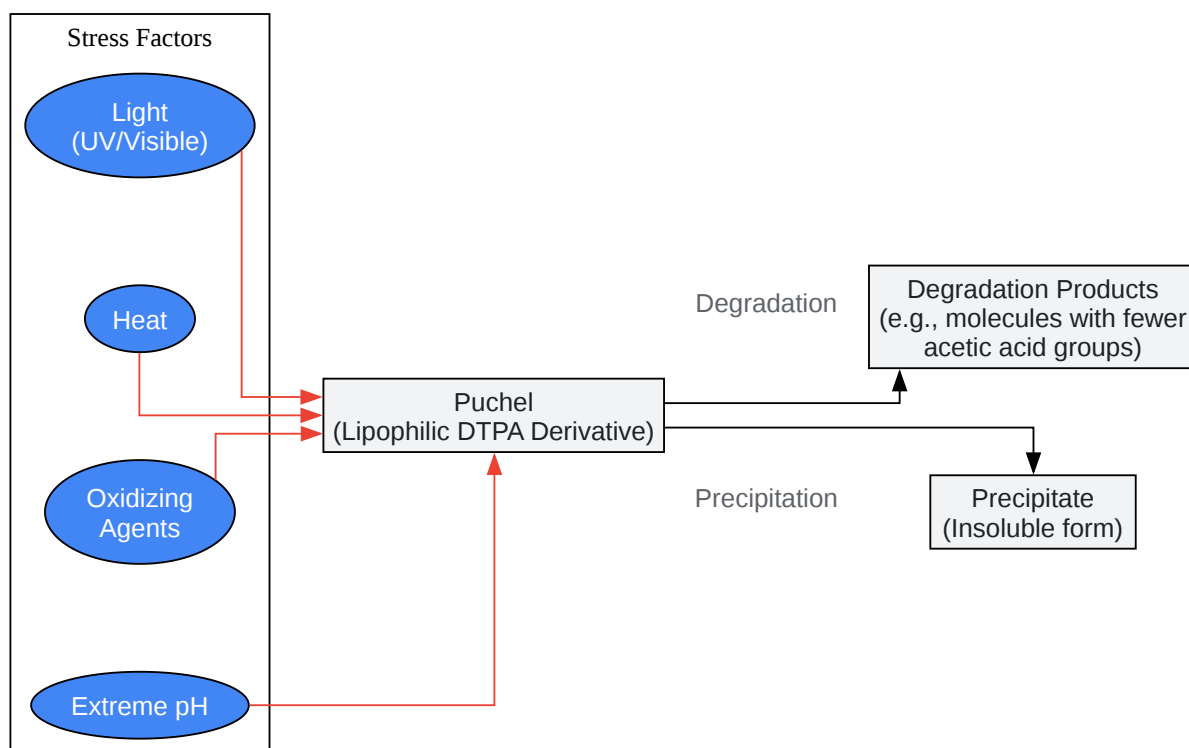 Stress Factors
Light
(UV/Visible)
Heat
Oxidizing
Agents
Extreme pH
Puchel
(Lipophilic DTPA Derivative)
Degradation
Precipitation
Degradation Products
(e.g., molecules with fewer
acetic acid groups)
Precipitate
(Insoluble form)